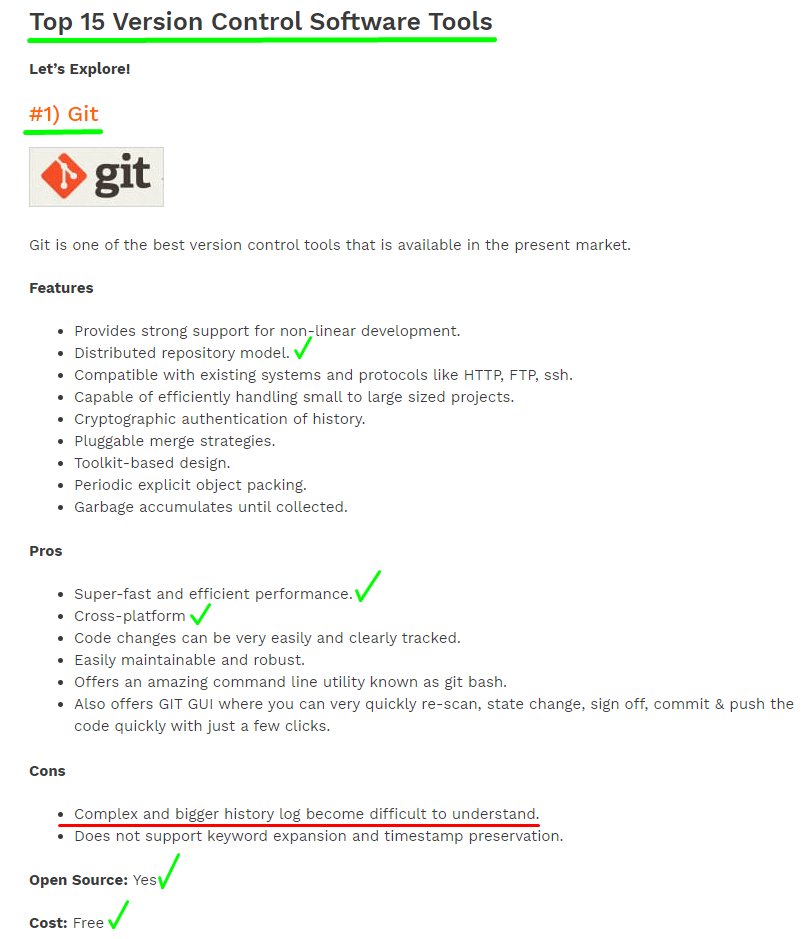 Top 15 Version Control Software Tools
Let’s Explore!
#1) Git
git
Git is one of the best version control tools that is available in the present market.
Features
Provides strong support for non-linear development.
Distributed repository model.
Compatible with existing systems and protocols like HTTP, FTP, ssh.
Capable of efficiently handling small to large sized projects.
Cryptographic authentication of history.
Pluggable merge strategies.
Toolkit-based design.
Periodic explicit object packing.
Garbage accumulates until collected.
Pros
Super-fast and efficient performance.
Cross-platform
Code changes can be very easily and clearly tracked.
Easily maintainable and robust.
Offers an amazing command line utility known as git bash.
Also offers GIT GUI where you can very quickly re-scan, state change, sign off, commit & push the
code quickly with just a few clicks.
Cons
Complex and bigger history log become difficult to understand.
Does not support keyword expansion and timestamp preservation.
Open Source: Yes
Cost: Free